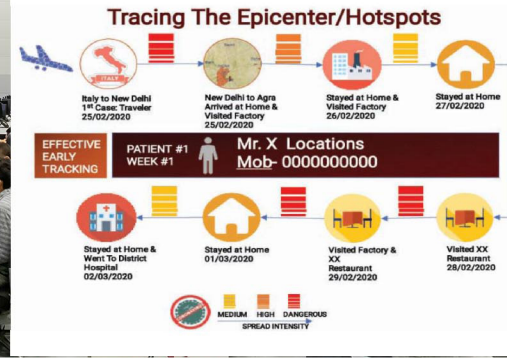 Tracing The Epicenter/Hotspots
ITALY
Italy to New Delhi
1st Case: Traveler
25/02/2020
New Delhi to Agra
Arrived at Home &
Visited Factory
25/02/2020
Stayed at Home &
Visited Factory
26/02/2020
Stayed at Home
27/02/2020
EFFECTIVE
EARLY
TRACKING
PATIENT #1
WEEK #1
Mr. X Locations
Mob- 0000000000
Stayed at Home &
Went To District
Hospital
02/03/2020
Stayed at Home
01/03/2020
Visited Factory &
XX
Restaurant
29/02/2020
Visited XX
Restaurant
28/02/2020
MEDIUM HIGH DANGEROUS
SPREAD INTENSITY